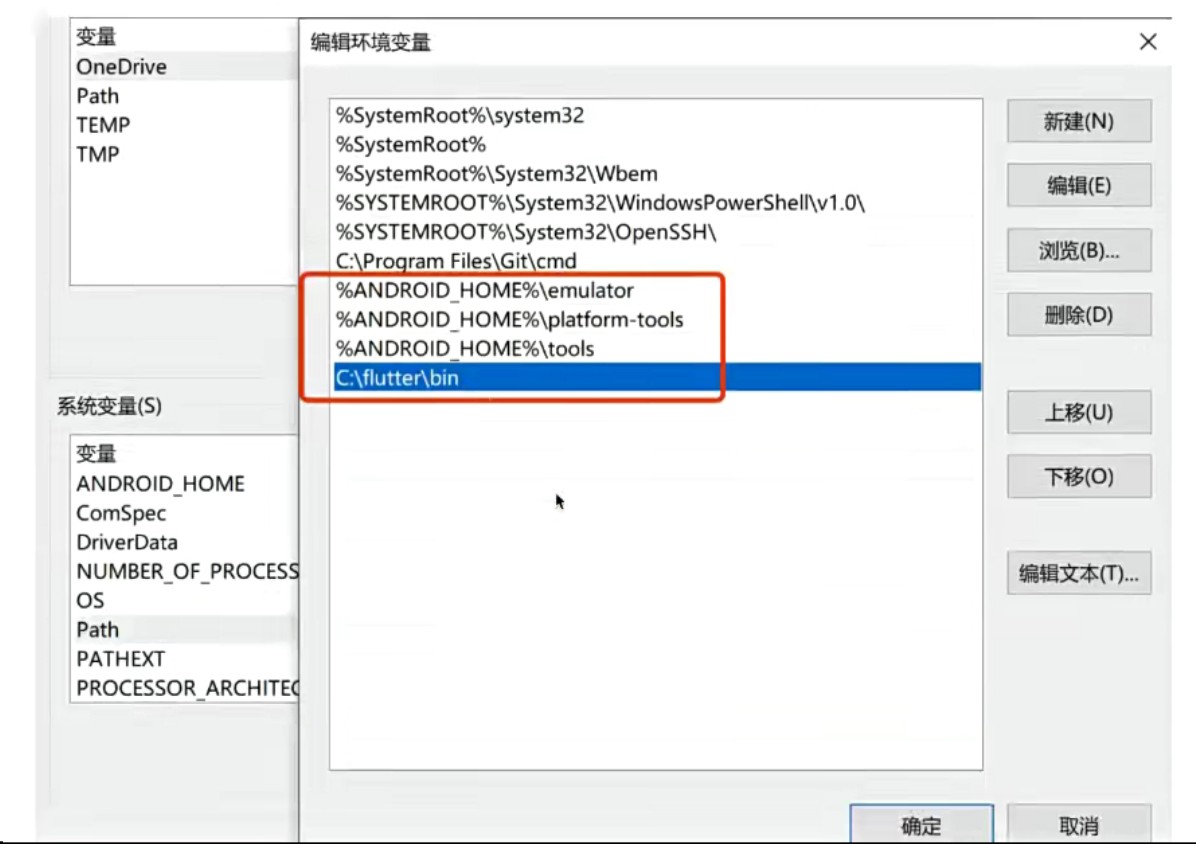 变量
OneDrive
Path
TEMP
TMP
系统变量(S)
变量
ANDROID_HOME
ComSpec
DriverData
NUMBER_OF_PROCESS
OS
Path
PATHEXT
PROCESSOR_ARCHITEC
编辑环境变量
%SystemRoot%\system32
%SystemRoot%
%SystemRoot%\System32\Wbem
%SYSTEMROOT%\System32\WindowsPowerShell\v1.0\
%SYSTEMROOT%\System32\OpenSSH\
C:\Program Files\Git\cmd
%ANDROID_HOME%\emulator
%ANDROID_HOME%\platform-tools
%ANDROID_HOME%\tools
C:\flutter\bin
新建(N)
编辑(E)
浏览(B)...
删除(D)
上移(U)
下移(O)
编辑文本(T)...
确定
取消